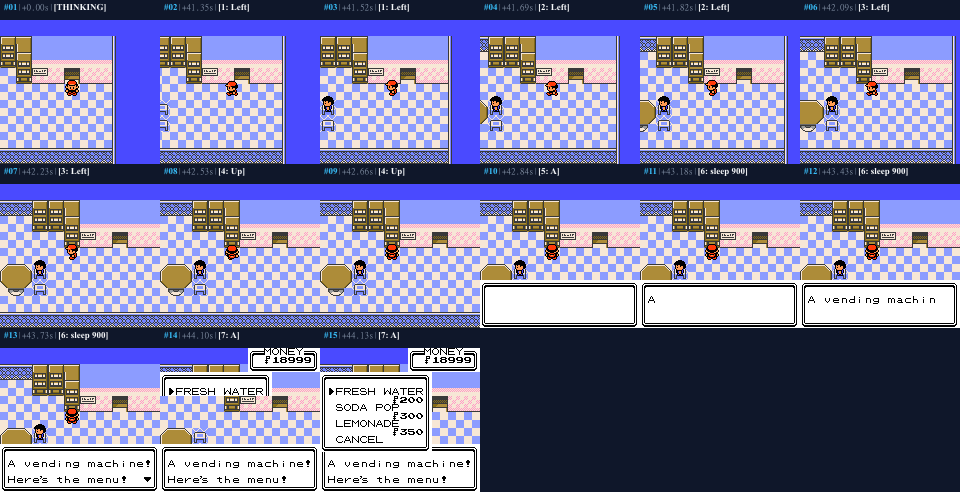 #01 | +0.00s | [THINKING]
#02 | +41.35s | [1: Left]
#03 | +41.52s | [1: Left]
#04 | +41.69s | [2: Left]
#05 | +41.82s | [2: Left]
#06 | +42.09s | [3: Left]
#07 | +42.23s | [3: Left]
#08 | +42.53s | [4: Up]
#09 | +42.66s | [4: Up]
#10 | +42.84s | [5: A]
#11 | +43.18s | [6: sleep 900]
#12 | +43.43s | [6: sleep 900]
A
A vending machin
#13 | +43.73s | [6: sleep 900]
#14 | +44.10s | [7: A]
#15 | +44.13s | [7: A]
A vending machine!
Here's the menu!
MONEY
₽18999
FRESH WATER
A vending machine!
Here's the menu!
MONEY
₽18999
FRESH WATER
₽200
SODA POP
₽300
LEMONADE
₽350
CANCEL
A vending machine!
Here's the menu!